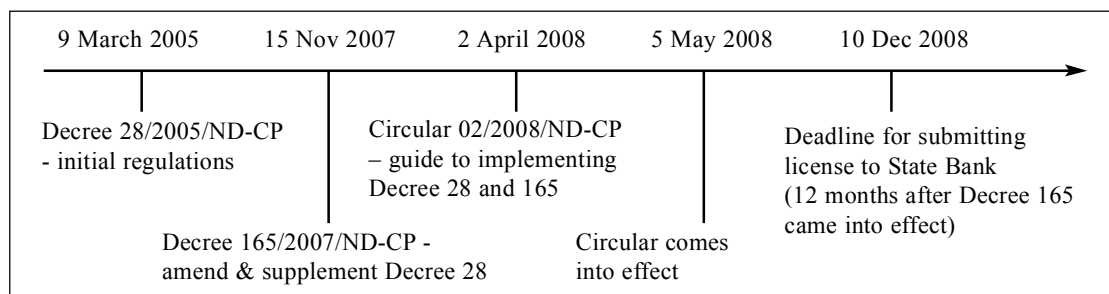 9 March 2005
15 Nov 2007
2 April 2008
5 May 2008
10 Dec 2008
Decree 28/2005/ND-CP
- initial regulations
Decree 165/2007/ND-CP -
amend & supplement Decree 28
Circular 02/2008/ND-CP
– guide to implementing
Decree 28 and 165
Circular comes
into effect
Deadline for submitting
license to State Bank
(12 months after Decree 165
came into effect)